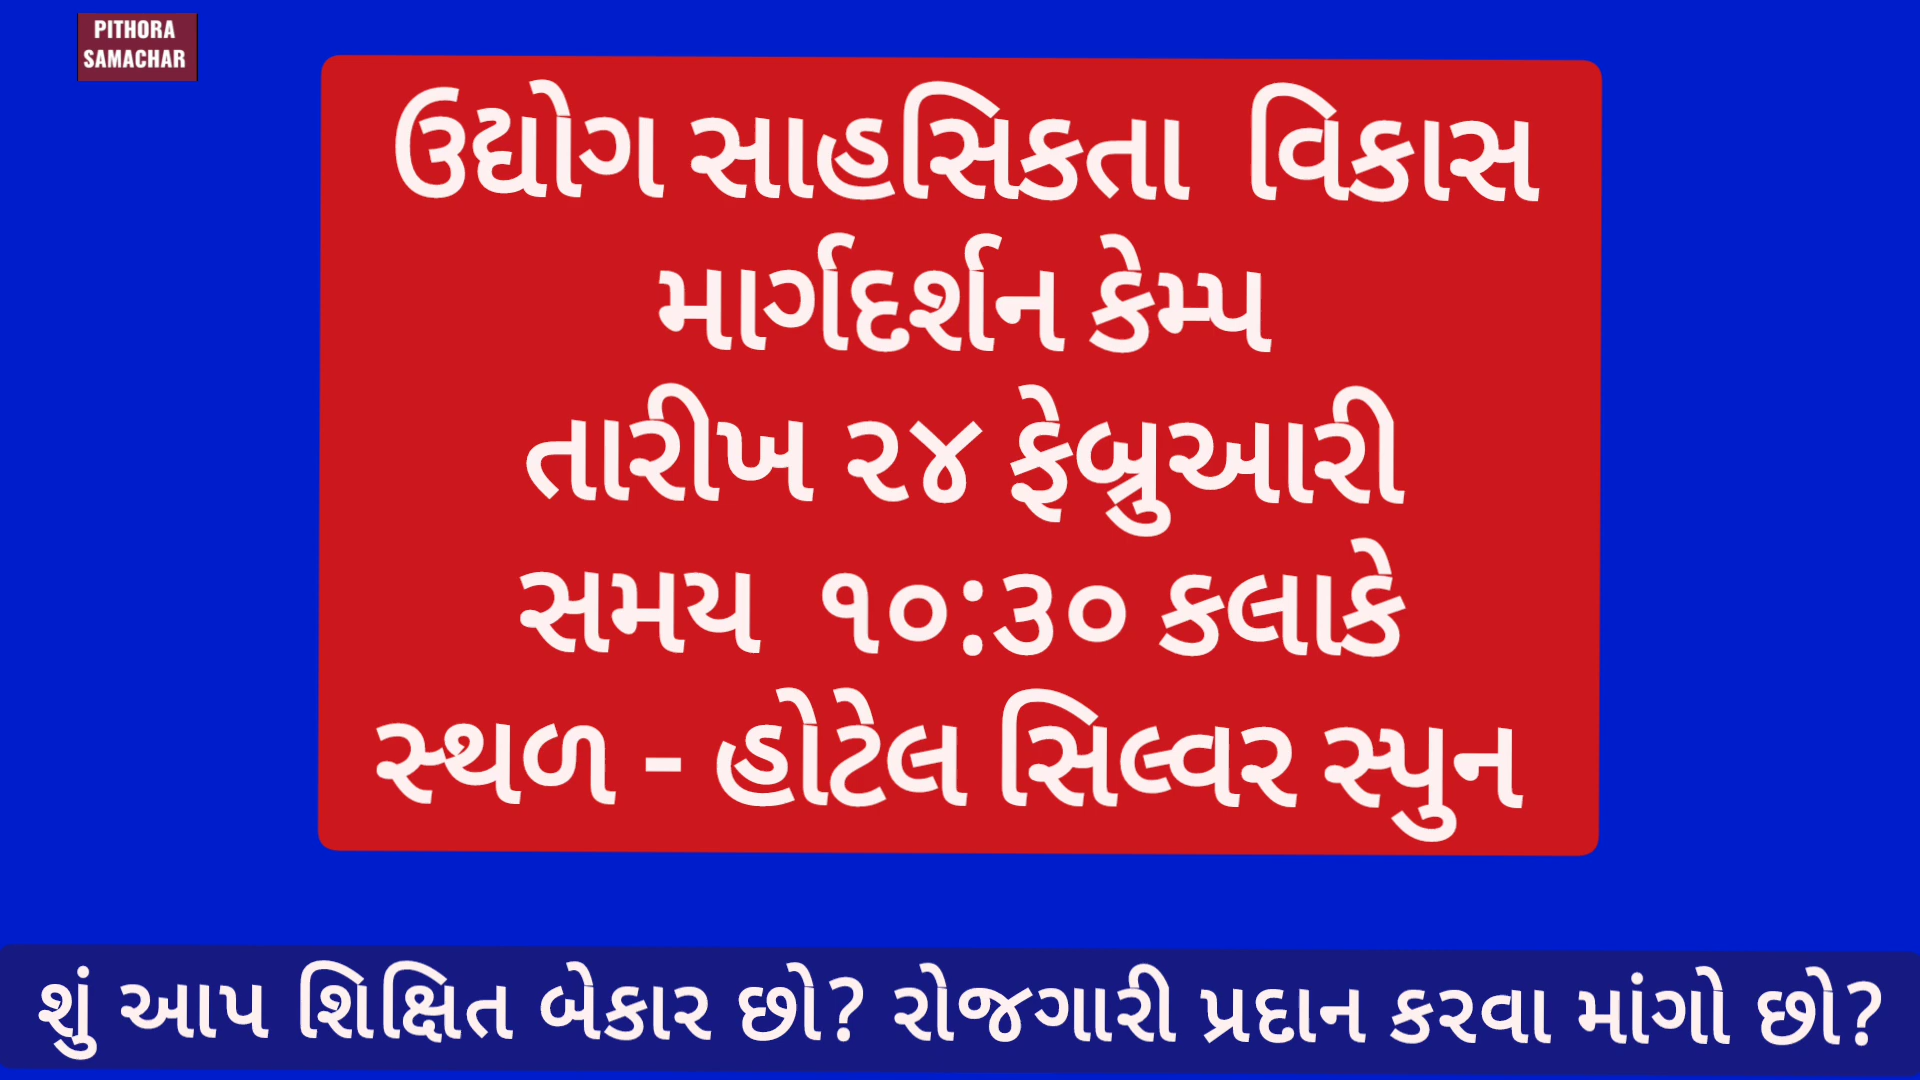 PITHORA
SAMACHAR
ઉદ્યોગ સાહસિકતા વિકાસ
માર્ગદર્શન કેમ્પ
તારીખ ૨૪ ફેબ્રુઆરી
સમય ૧૦:૩૦ કલાકે
સ્થળ - હોટેલ સિલ્વર સ્પુન
શું આપ શિક્ષિત બેકાર છો? રોજગારી પ્રદાન કરવા માંગો છો?